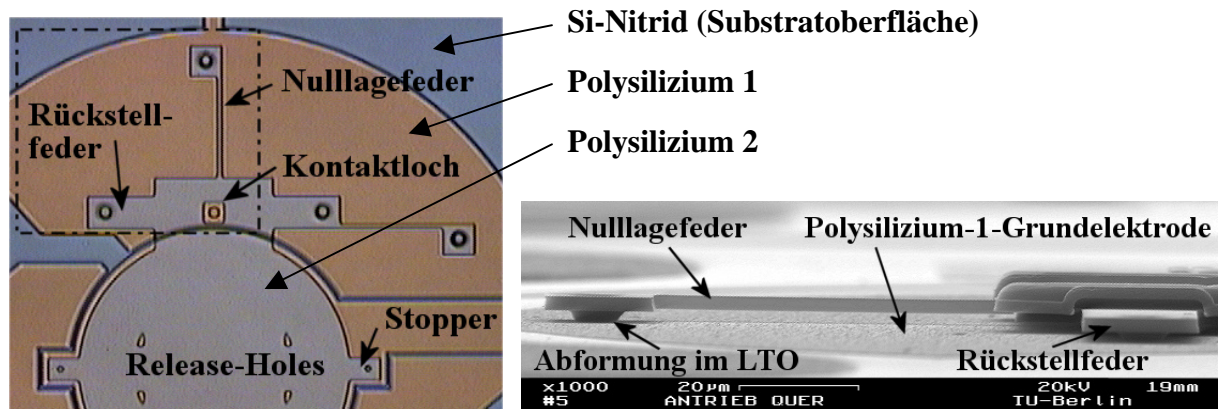 Si-Nitrid (Substratoberfläche)
Nulllagefeder
Polysilizium 1
Rückstell-
feder
Polysilizium 2
Kontaktloch
Stopper
Release-Holes
Nulllagefeder
Polysilizium-1-Grundelektrode
Abformung im LTO
Rückstellfeder
x1000 20µm 20kV 19mm
#5 ANTRIEB QUER TU-Berlin